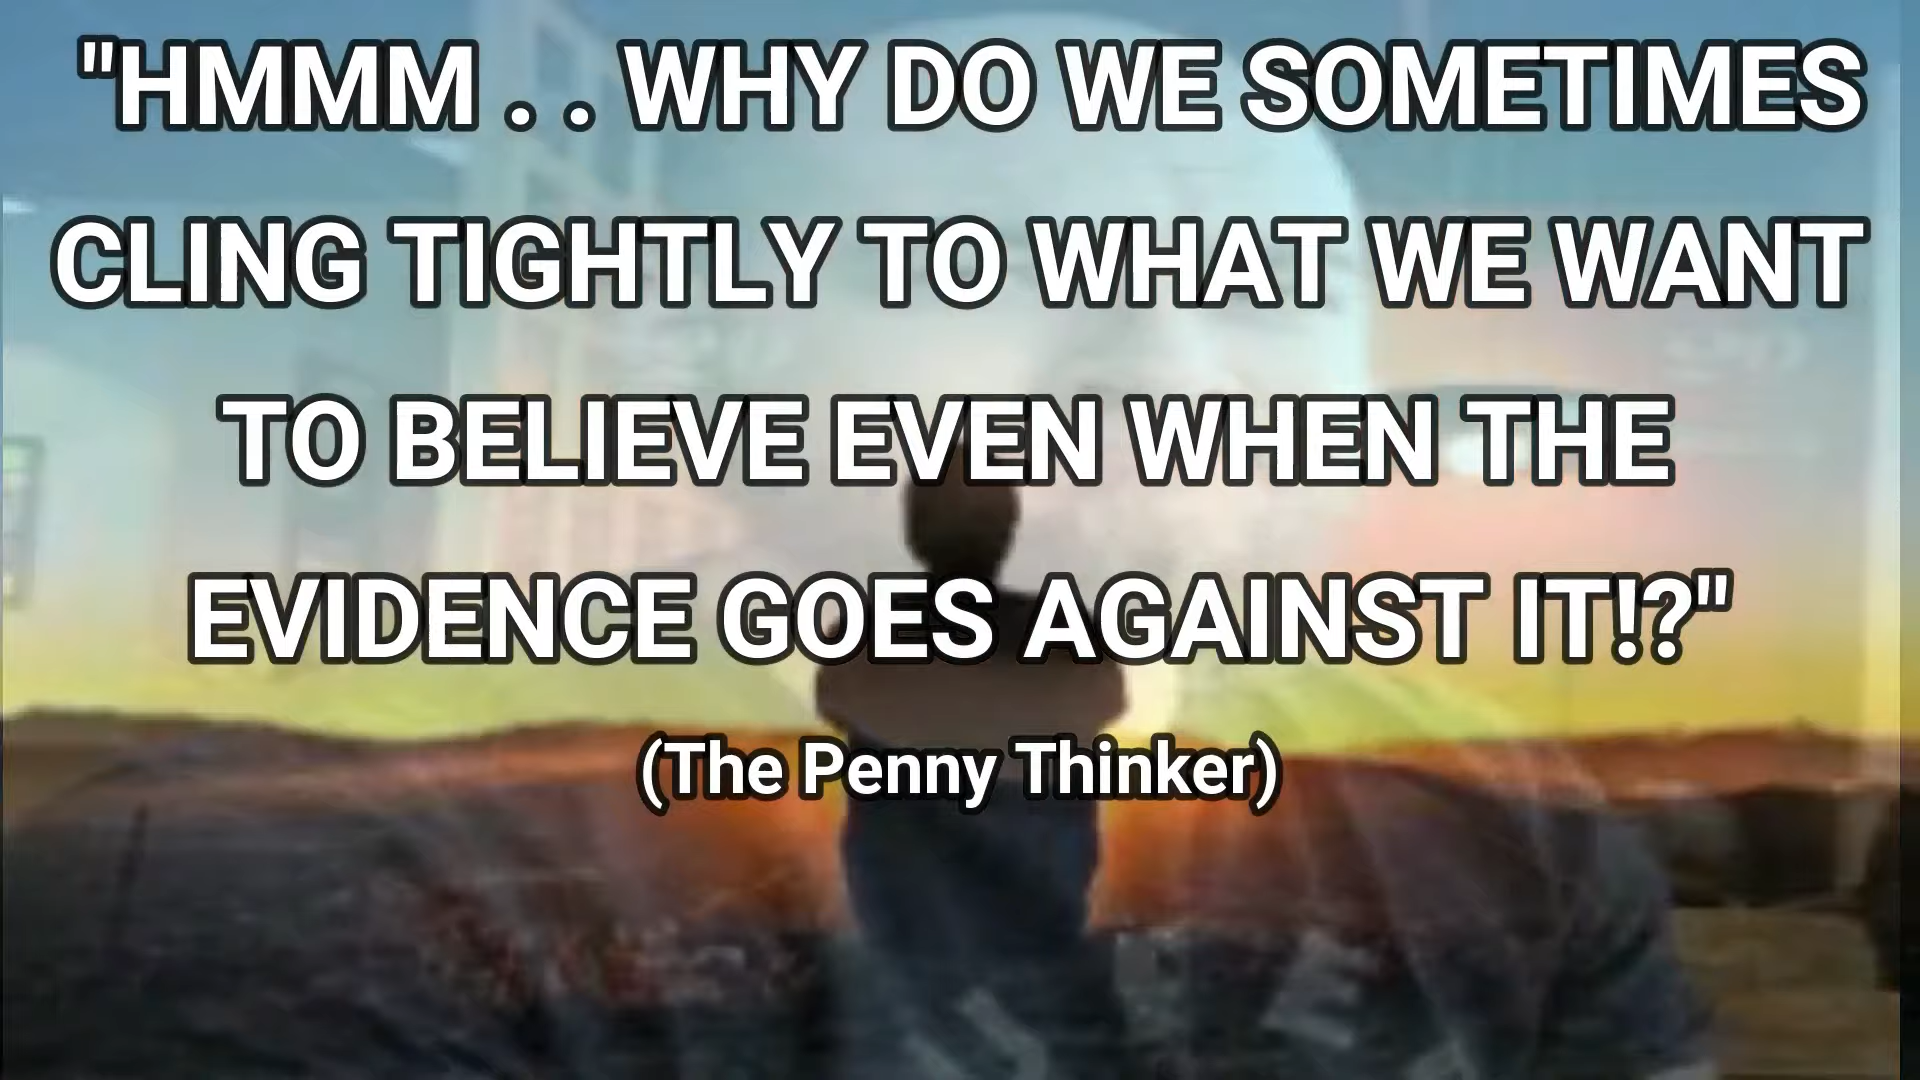 "HMMM . . WHY DO WE SOMETIMES
CLING TIGHTLY TO WHAT WE WANT
TO BELIEVE EVEN WHEN THE
EVIDENCE GOES AGAINST IT!?"
(The Penny Thinker)